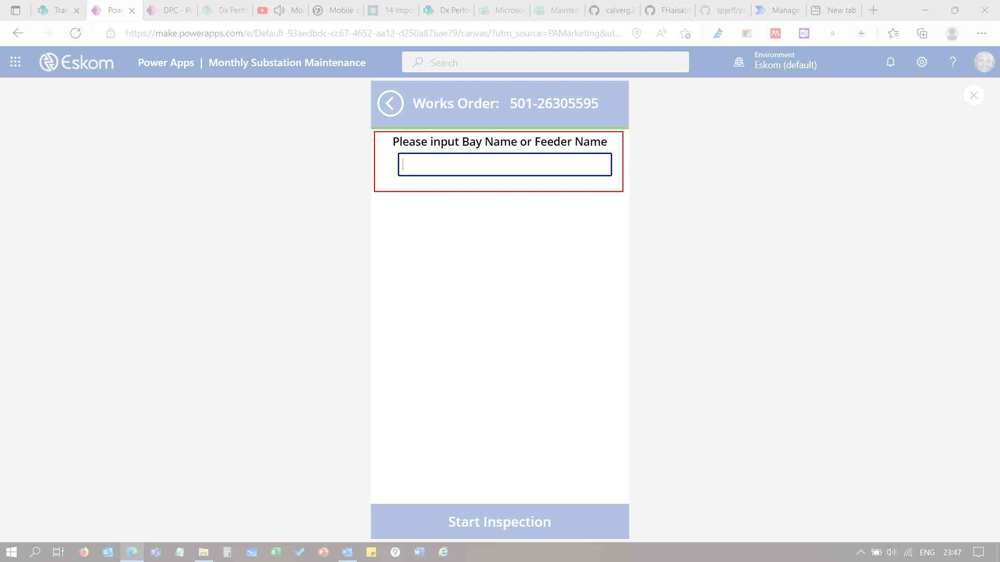 Trai
Pow
DPC - Po
Dx Perfo
Mo
Mobile a
14 Impo
Dx Perfo
Microsof
Mainten
calverg2
FHaisal/
spjeff/po
Manage
New tab
https://make.powerapps.com/e/Default-93aedbdc-cc67-4652-aa12-d250a876ae79/canvas/?utm_source=PAMarketing&ut...
Eskom
Power Apps | Monthly Substation Maintenance
Search
Environment
Eskom (default)
Works Order: 501-26305595
Please input Bay Name or Feeder Name
Start Inspection
ENG
23:47